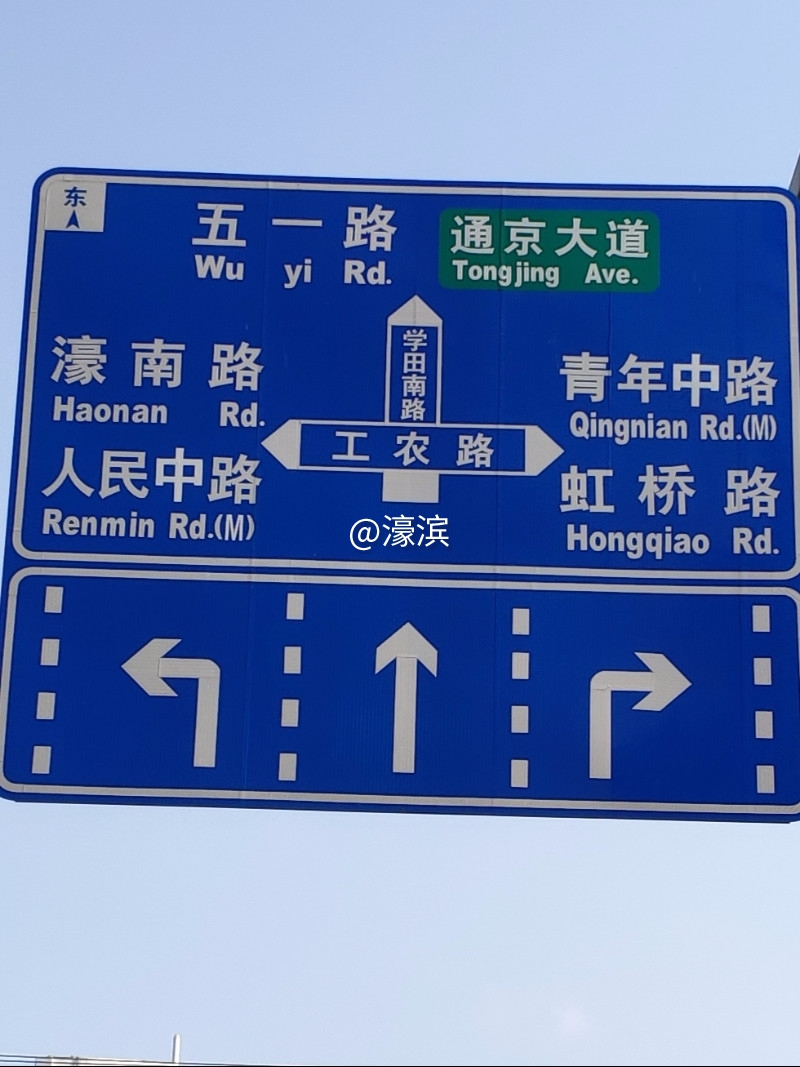 东
五一路
Wu yi Rd.
通京大道
Tongjing Ave.
濠南路
Haonan Rd.
人民中路
Renmin Rd.(M)
学田南路
工农路
青年中路
Qingnian Rd.(M)
虹桥路
Hongqiao Rd.
@濠滨